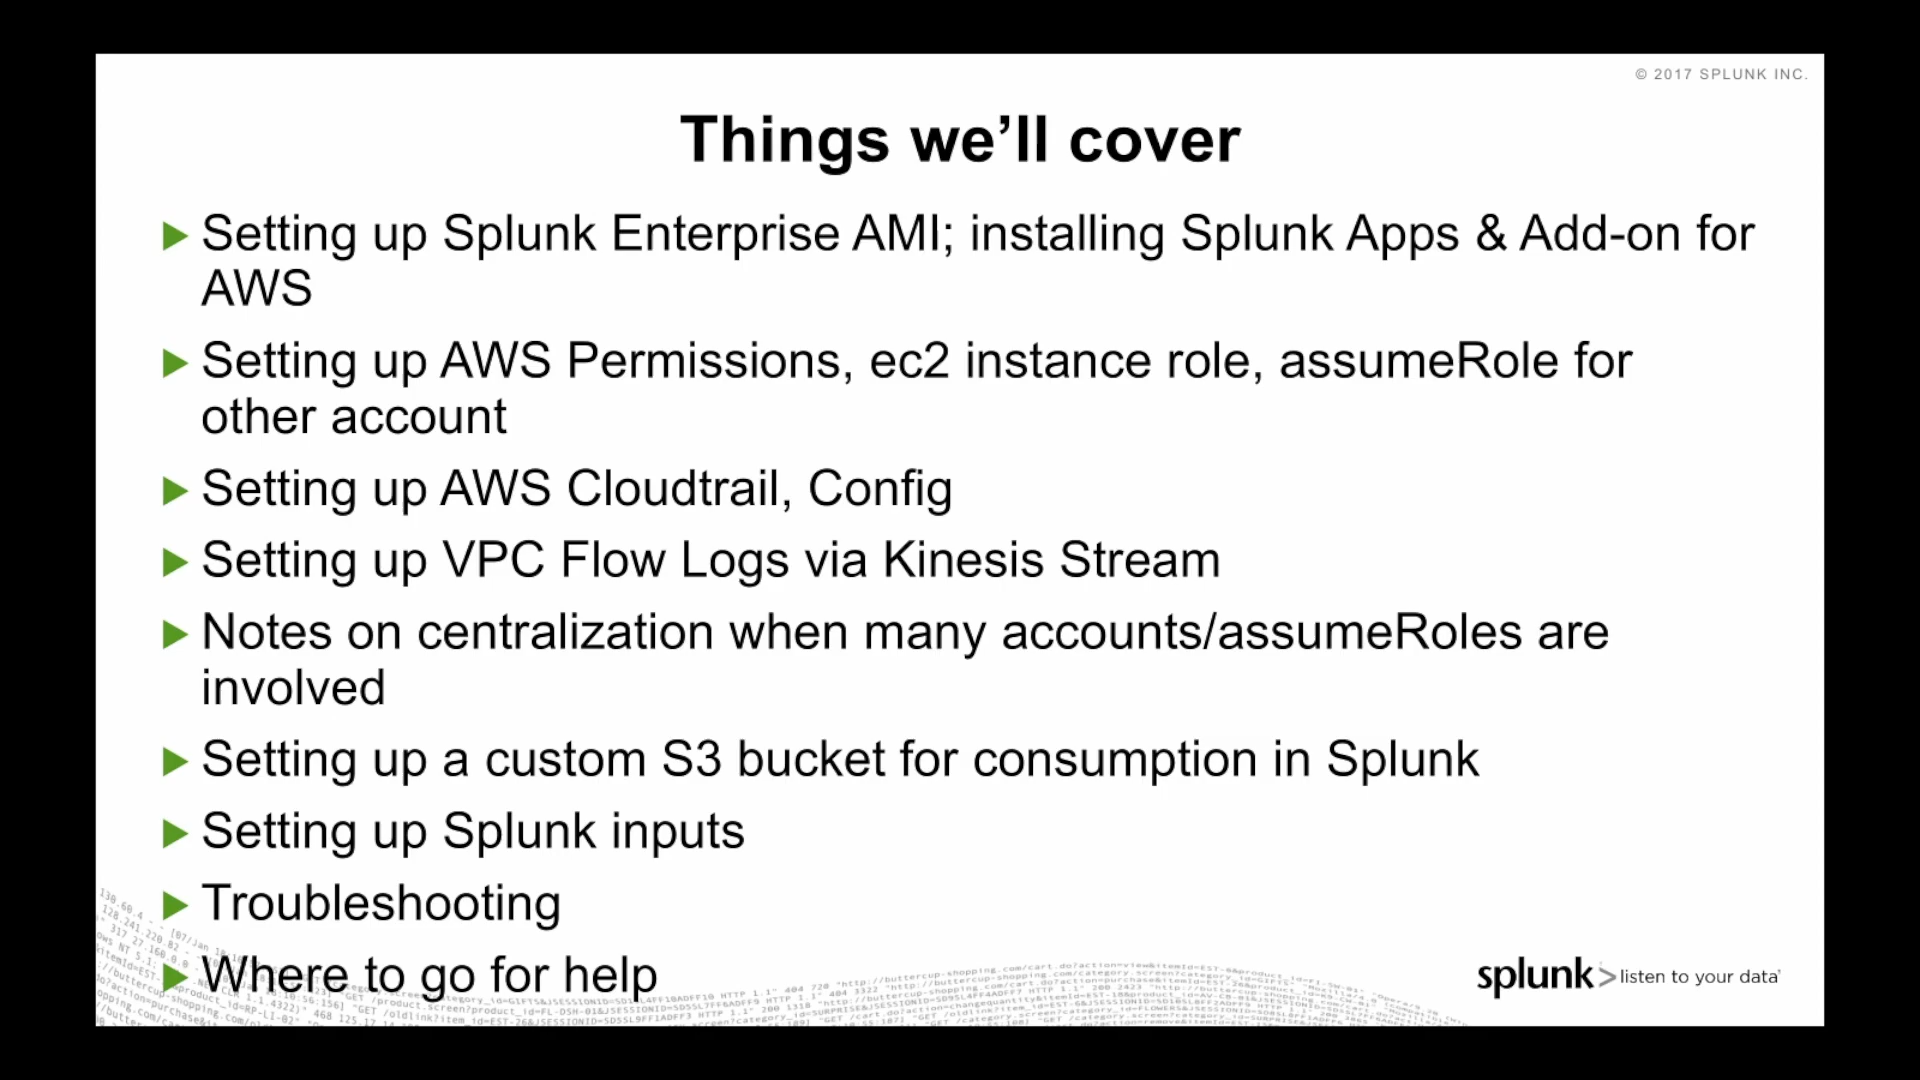 © 2017 SPLUNK INC.
Things we’ll cover
Setting up Splunk Enterprise AMI; installing Splunk Apps & Add-on for
AWS
Setting up AWS Permissions, ec2 instance role, assumeRole for
other account
Setting up AWS Cloudtrail, Config
Setting up VPC Flow Logs via Kinesis Stream
Notes on centralization when many accounts/assumeRoles are
involved
Setting up a custom S3 bucket for consumption in Splunk
Setting up Splunk inputs
Troubleshooting
Where to go for help
splunk> listen to your data